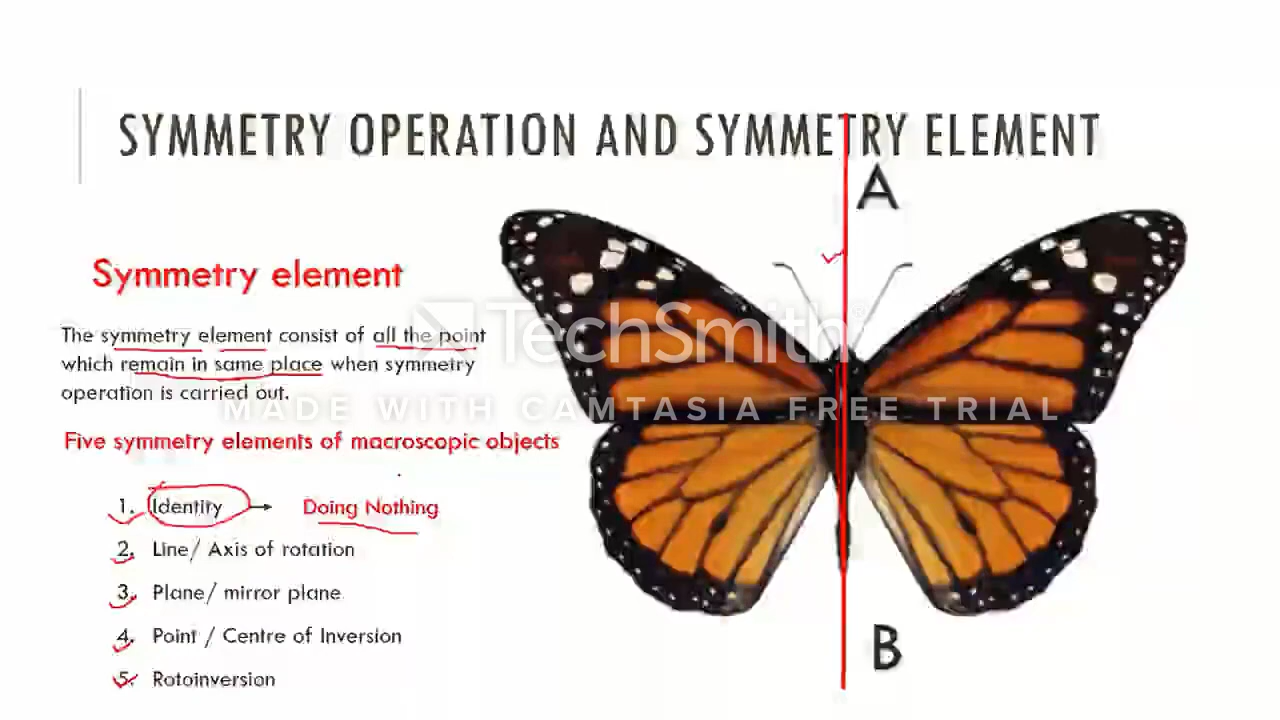 SYMMETRY OPERATION AND SYMMETRY ELEMENT
A
Symmetry element
The symmetry element consist of all the point
which remain in same place when symmetry
operation is carried out.
TechSmith®
MADE WITH CAMTASIA FREE TRIAL
Five symmetry elements of macroscopic objects
1. Identity → Doing Nothing
2. Line/ Axis of rotation
3. Plane/ mirror plane
4. Point / Centre of Inversion
5. Rotoinversion
B